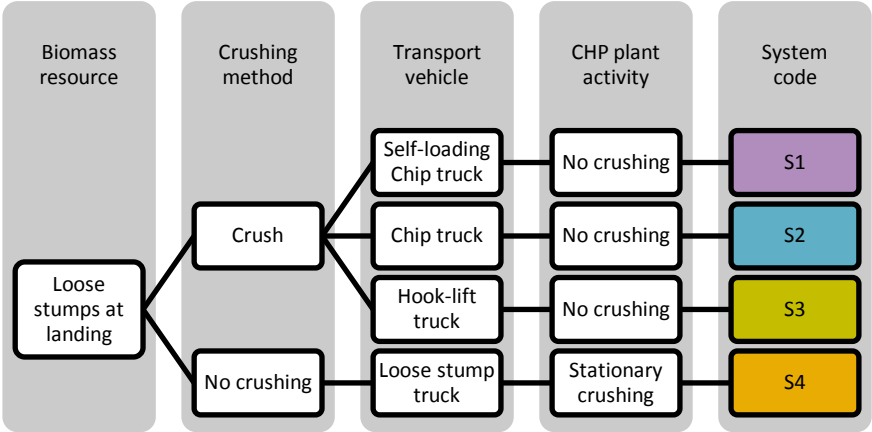 Biomass
resource
Crushing
method
Transport
vehicle
CHP plant
activity
System
code
Self-loading
Chip truck
No crushing
S1
Crush
Chip truck
No crushing
S2
Loose
stumps at
landing
Hook-lift
truck
No crushing
S3
No crushing
Loose stump
truck
Stationary
crushing
S4